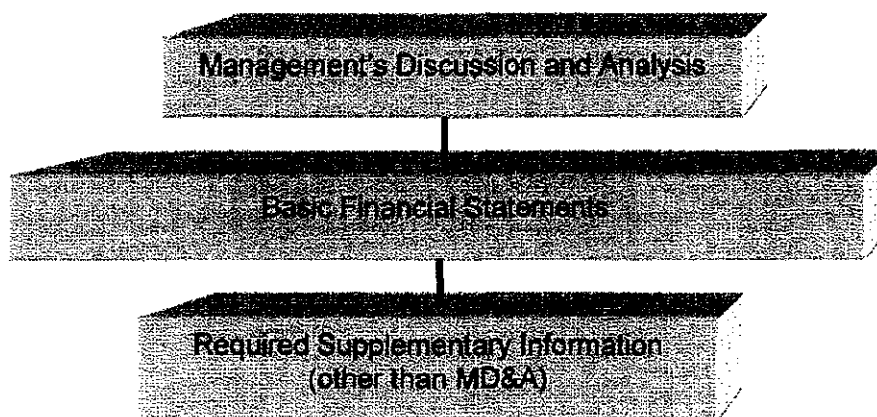 Management's Discussion and Analysis
Basic Financial Statements
Required Supplementary Information
(other than MD&A)